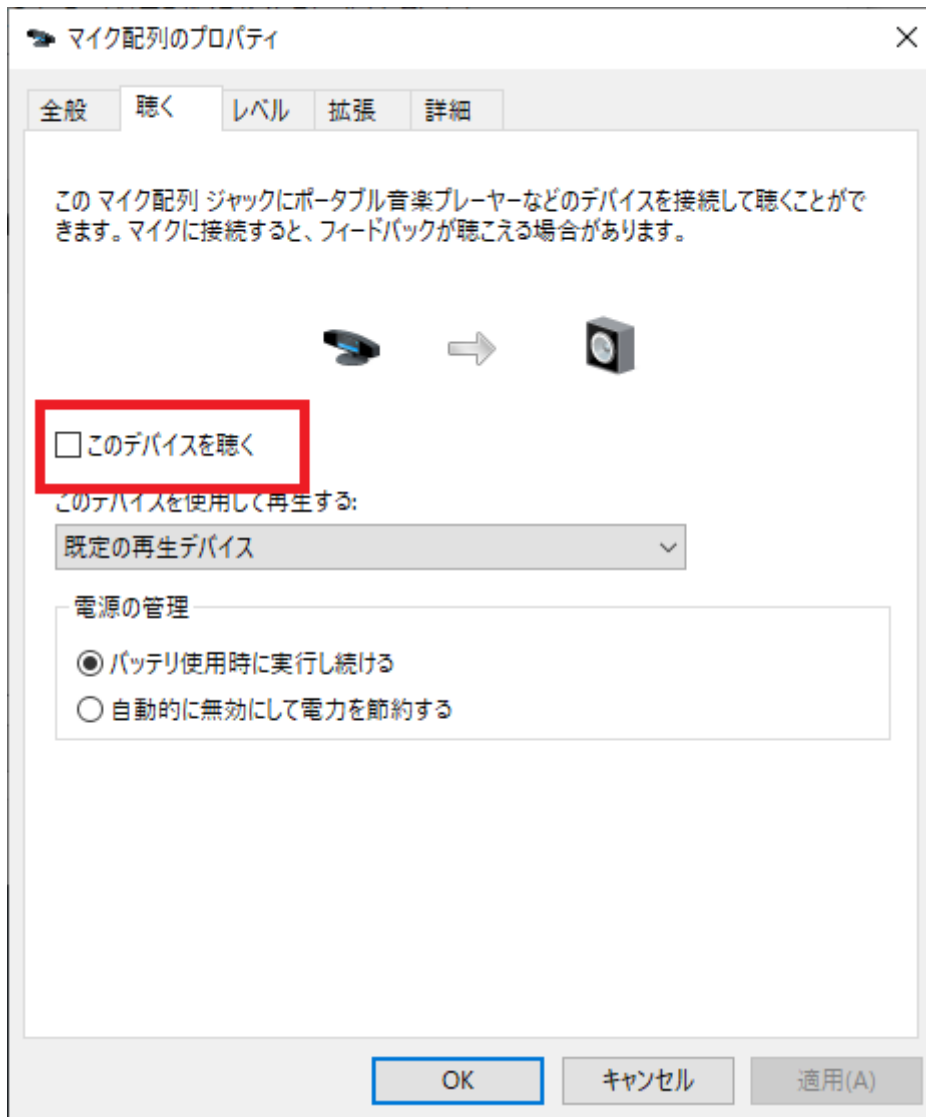 マイク配列のプロパティ
全般 聴く レベル 拡張 詳細
この マイク配列 ジャックにポータブル音楽プレーヤーなどのデバイスを接続して聴くことがで
きます。マイクに接続すると、フィードバックが聴こえる場合があります。
このデバイスを聴く
このデバイスを使用して再生する:
既定の再生デバイス
電源の管理
バッテリ使用時に実行し続ける
自動的に無効にして電力を節約する
OK キャンセル 適用(A)